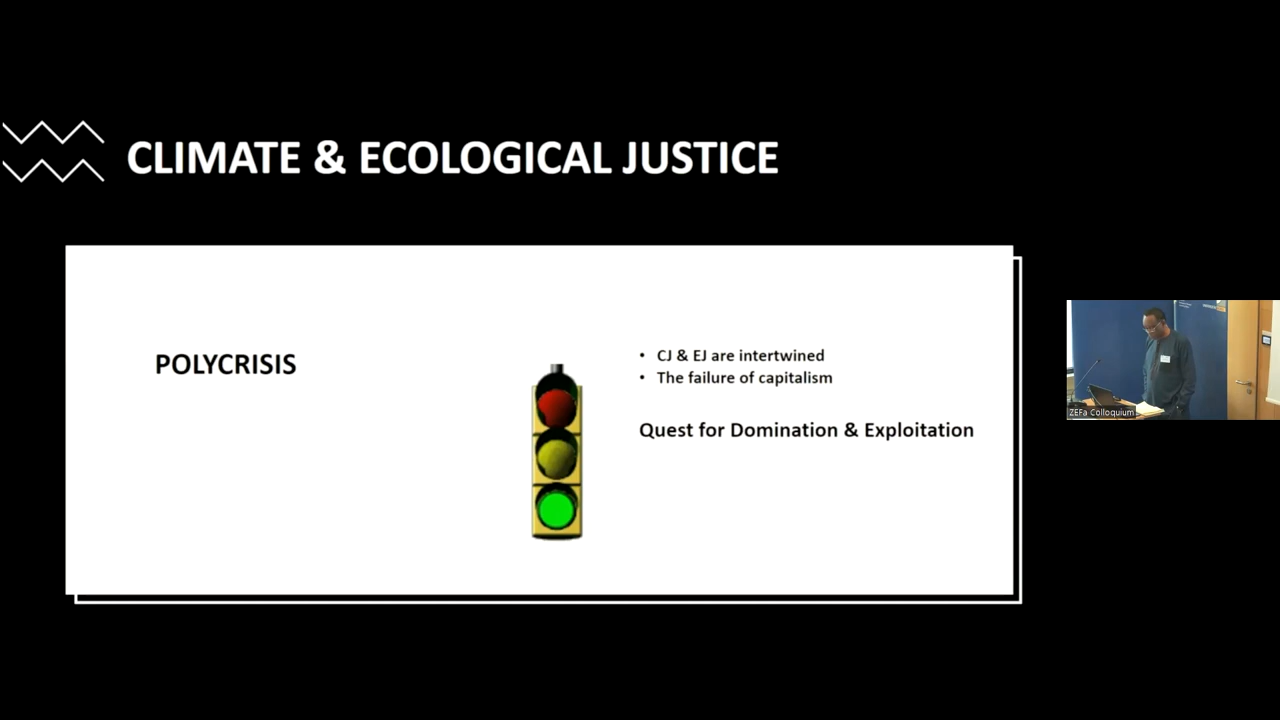 CLIMATE & ECOLOGICAL JUSTICE
POLYCRISIS
• CJ & EJ are intertwined
• The failure of capitalism
Quest for Domination & Exploitation
ZEFa Colloquium